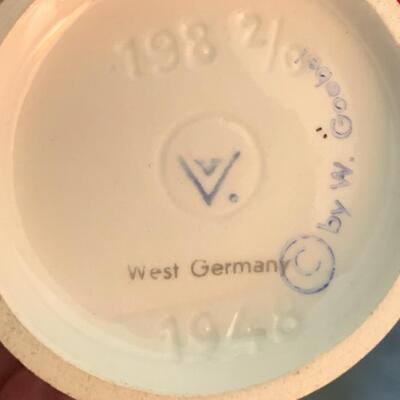 198 2/0
V.
West Germany
© by W. Goebel
1948